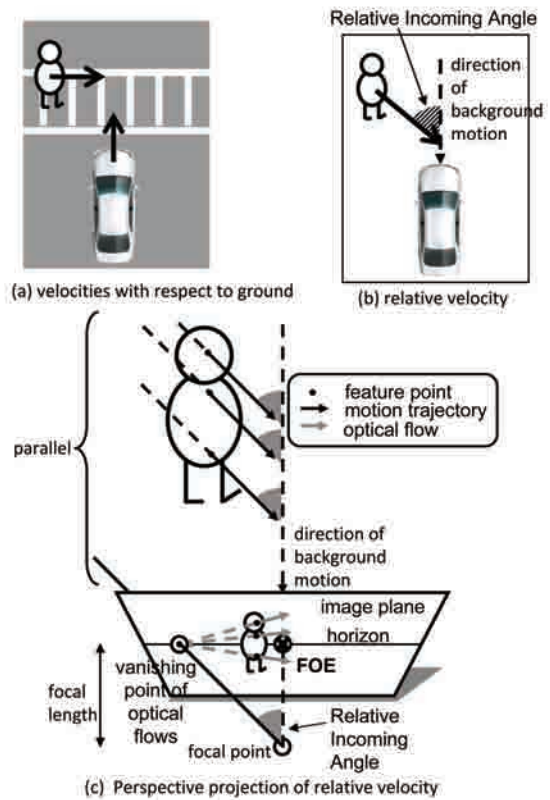 Relative Incoming Angle
direction
of
background
motion
(a) velocities with respect to ground
(b) relative velocity
feature point
motion trajectory
optical flow
parallel
direction of
background
motion
image plane
horizon
FOE
vanishing
point of
optical
flows
focal
length
focal point
Relative
Incoming
Angle
(c) Perspective projection of relative velocity